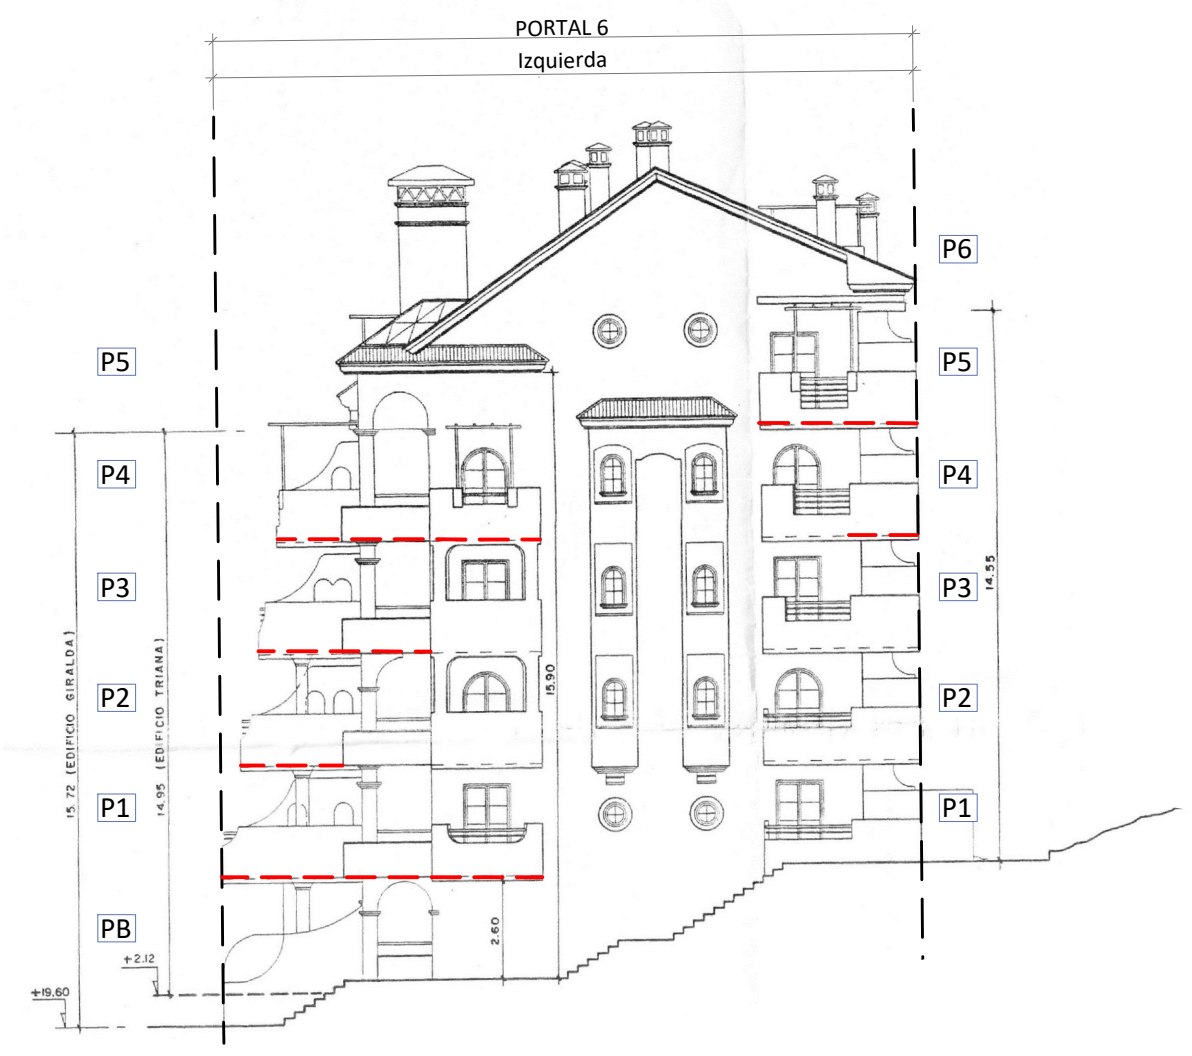 PORTAL 6
Izquierda
P6
P5
P5
P4
P4
P3
P3
14.55
15.72 (EDIFICIO GIRALDA)
14.95 (EDIFICIO TRIANA)
15.90
P2
P2
P1
P1
PB
2.60
+2.12
+19.60